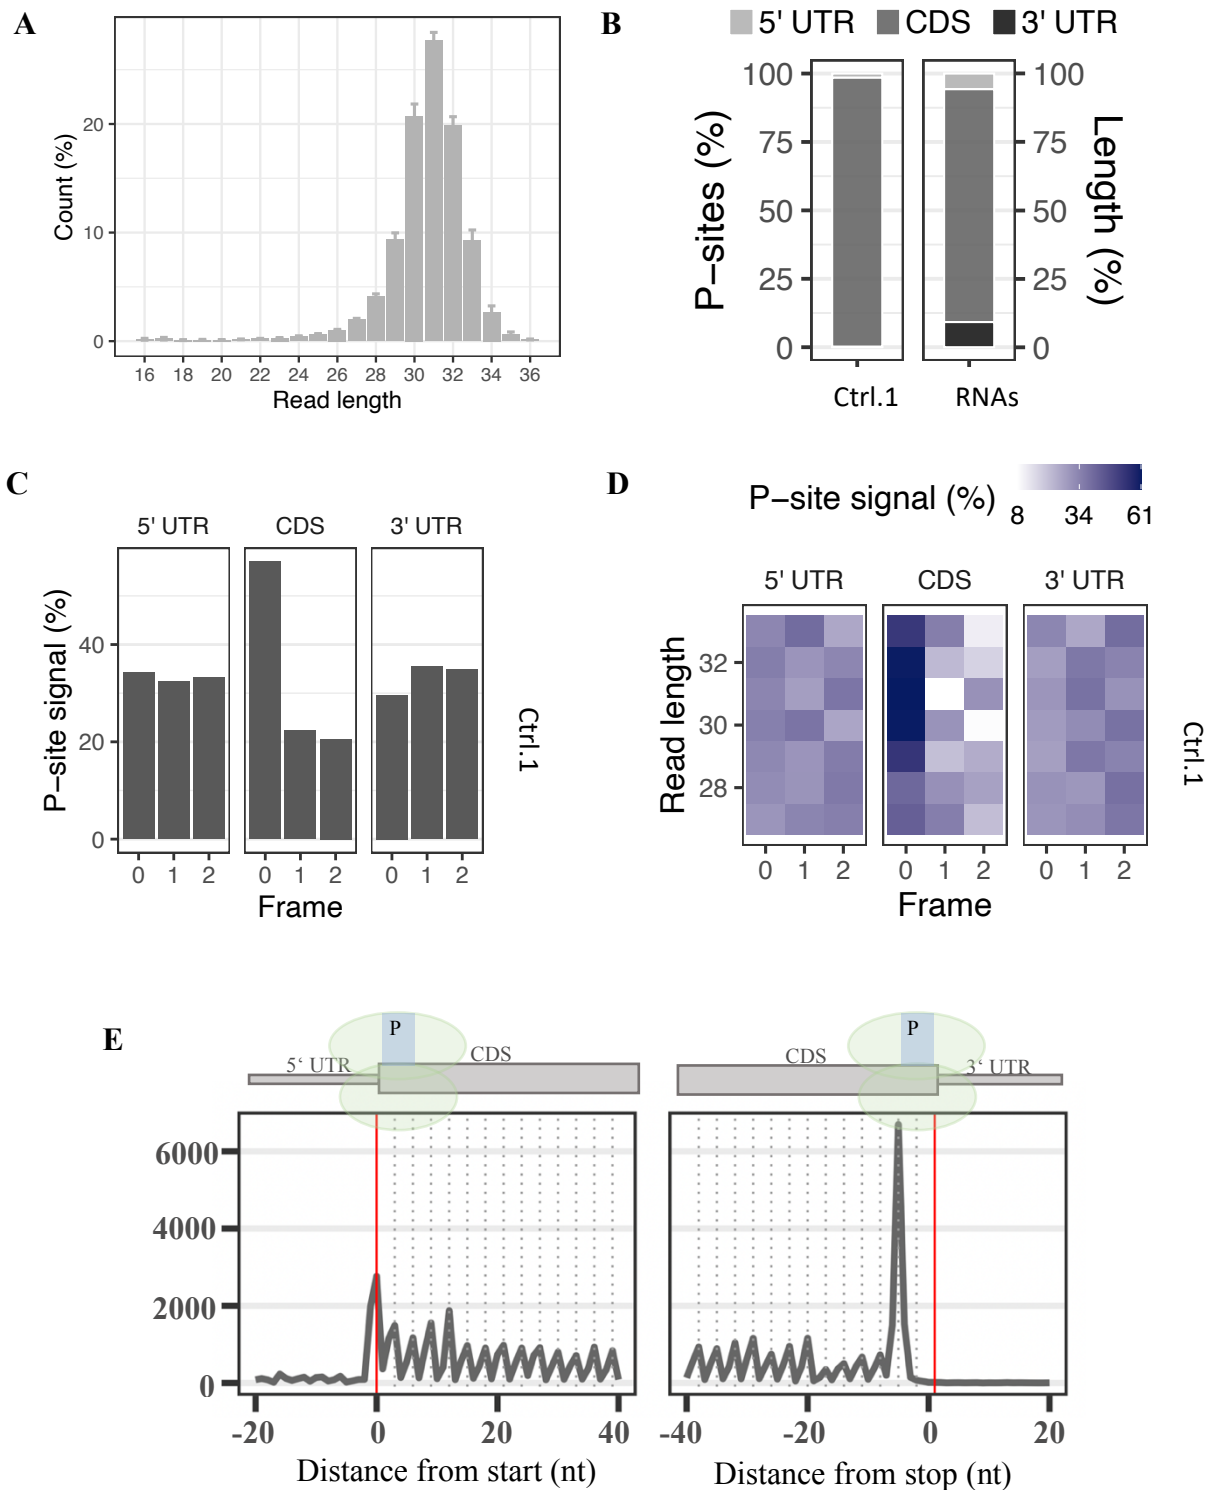 A
Count (%)
20
10
0
16 18 20 22 24 26 28 30 32 34 36
Read length
B
5' UTR CDS 3' UTR
P−sites (%)
100
75
50
25
0
100
75
50
25
0
Length (%)
Ctrl.1 RNAs
C
5' UTR CDS 3' UTR
P−site signal (%)
40
20
0
0 1 2 0 1 2 0 1 2
Frame
Ctrl.1
D
P−site signal (%)
8 34 61
5' UTR CDS 3' UTR
Read length
32
30
28
0 1 2 0 1 2 0 1 2
Frame
Ctrl.1
E
P
5‘ UTR CDS
P
CDS 3‘ UTR
6000
4000
2000
0
-20 0 20 40
Distance from start (nt)
-40 -20 0 20
Distance from stop (nt)